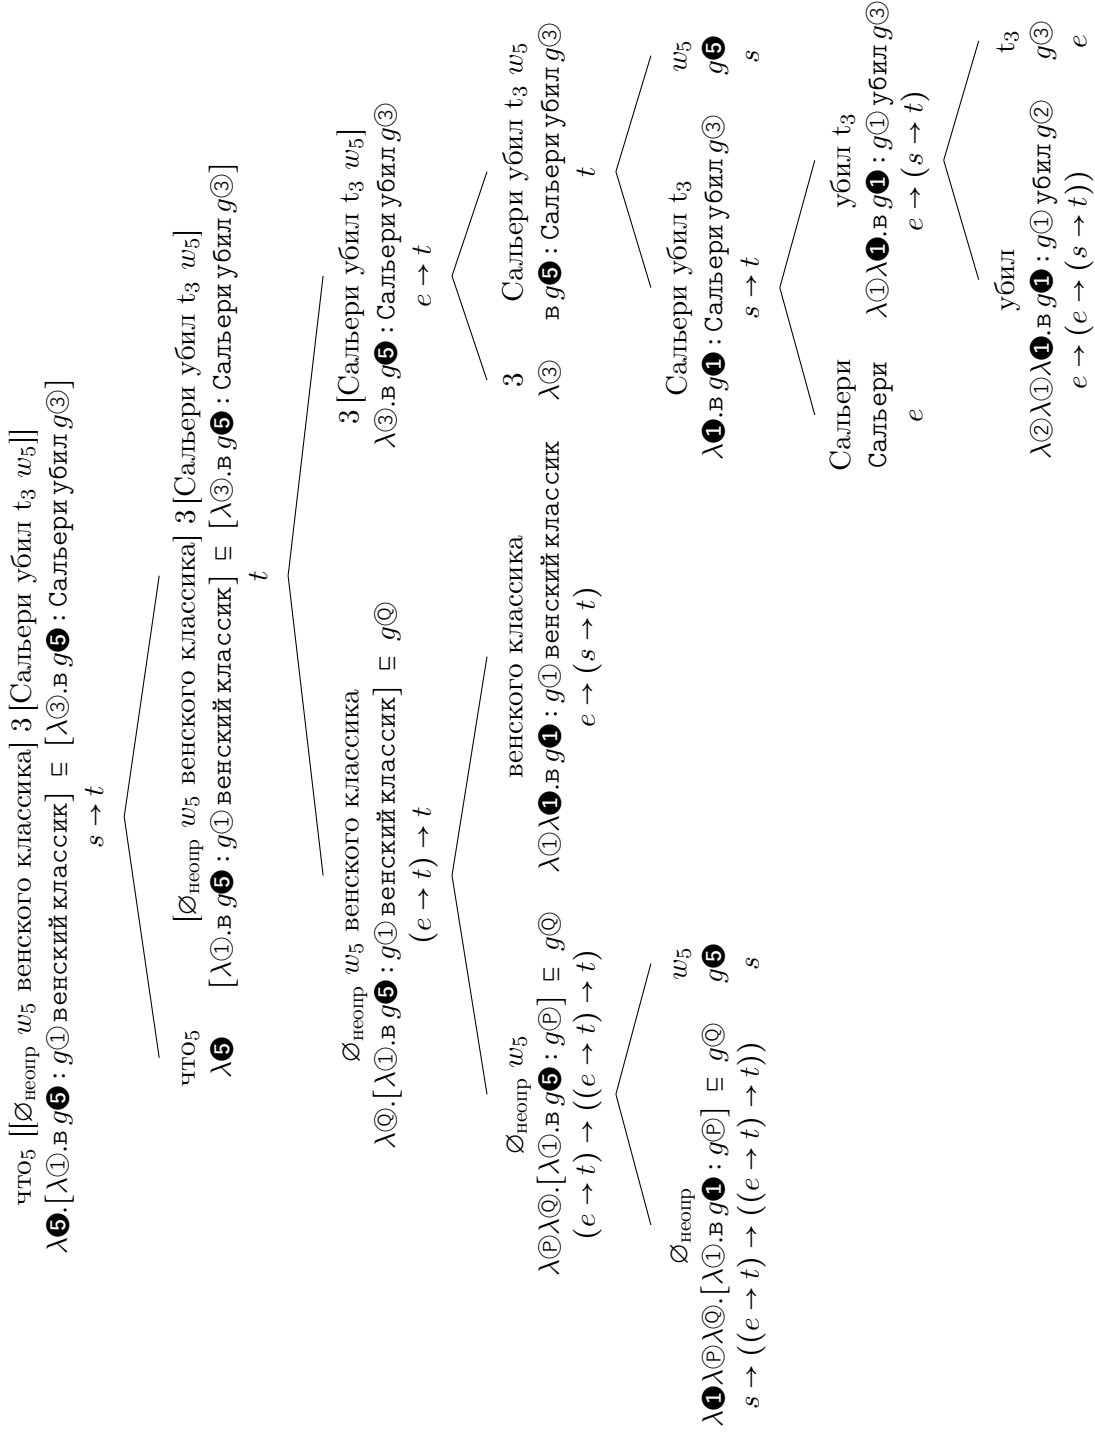 что₅ [[∅неопр w₅ венского классика] 3 [Сальери убил t₃ w₅]]
λ❺.[λ①.в g❺ : g① венский классик] ⊑ [λ③.в g❺ : Сальери убил g③]
s → t
что₅
λ❺
[∅неопр w₅ венского классика] 3 [Сальери убил t₃ w₅]
[λ①.в g❺ : g① венский классик] ⊑ [λ③.в g❺ : Сальери убил g③]
t
∅неопр w₅ венского классика
λⓆ.[λ①.в g❺ : g① венский классик] ⊑ gⓆ
(e → t) → t
3 [Сальери убил t₃ w₅]
λ③.в g❺ : Сальери убил g③
e → t
∅неопр w₅
λⓅλⓆ.[λ①.в g❺ : gⓅ] ⊑ gⓆ
(e → t) → ((e → t) → t)
венского классика
λ①λ❶.в g❶ : g① венский классик
e → (s → t)
3
λ③
Сальери убил t₃ w₅
в g❺ : Сальери убил g③
t
∅неопр
λ❶λⓅλⓆ.[λ①.в g❶ : gⓅ] ⊑ gⓆ
s → ((e → t) → ((e → t) → t))
w₅
g❺
s
Сальери убил t₃
λ❶.в g❶ : Сальери убил g③
s → t
w₅
g❺
s
Сальери
Сальери
e
убил t₃
λ①λ❶.в g❶ : g① убил g③
e → (s → t)
убил
λ②λ①λ❶.в g❶ : g① убил g②
e → (e → (s → t))
t₃
g③
e